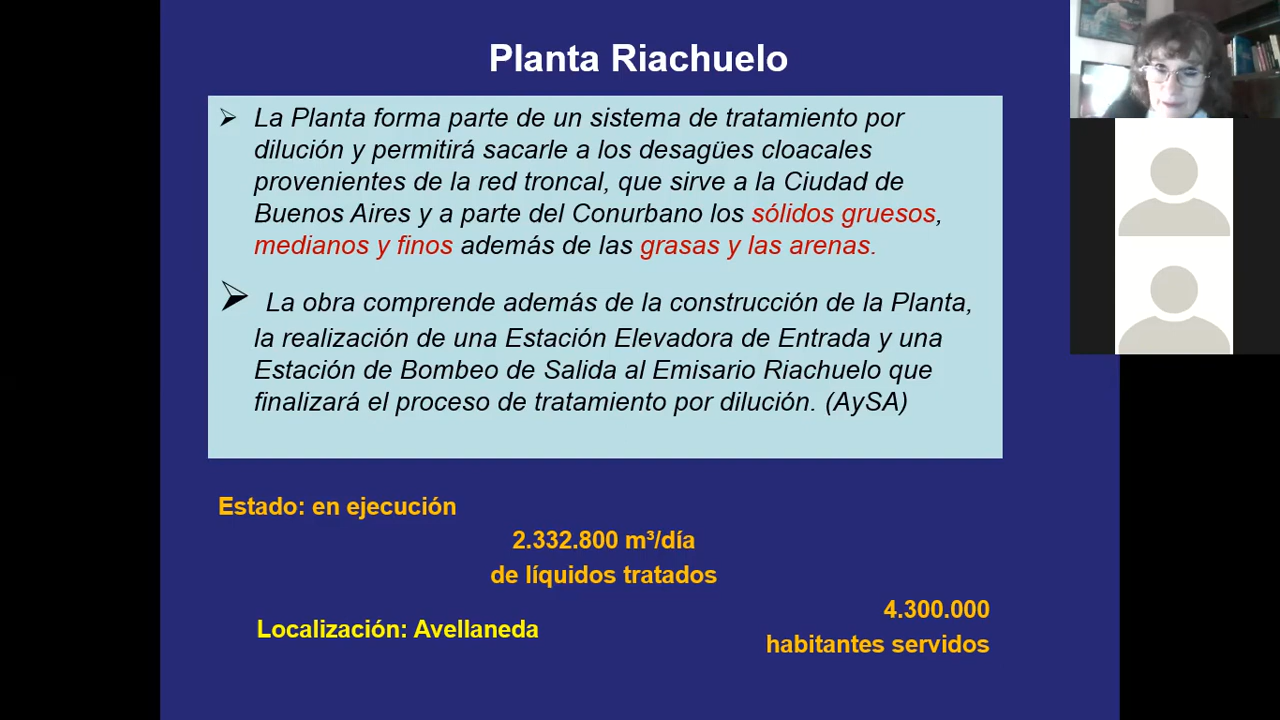 Planta Riachuelo
➢ La Planta forma parte de un sistema de tratamiento por
dilución y permitirá sacarle a los desagües cloacales
provenientes de la red troncal, que sirve a la Ciudad de
Buenos Aires y a parte del Conurbano los sólidos gruesos,
medianos y finos además de las grasas y las arenas.
➢ La obra comprende además de la construcción de la Planta,
la realización de una Estación Elevadora de Entrada y una
Estación de Bombeo de Salida al Emisario Riachuelo que
finalizará el proceso de tratamiento por dilución. (AySA)
Estado: en ejecución
2.332.800 m³/día
de líquidos tratados
4.300.000
habitantes servidos
Localización: Avellaneda